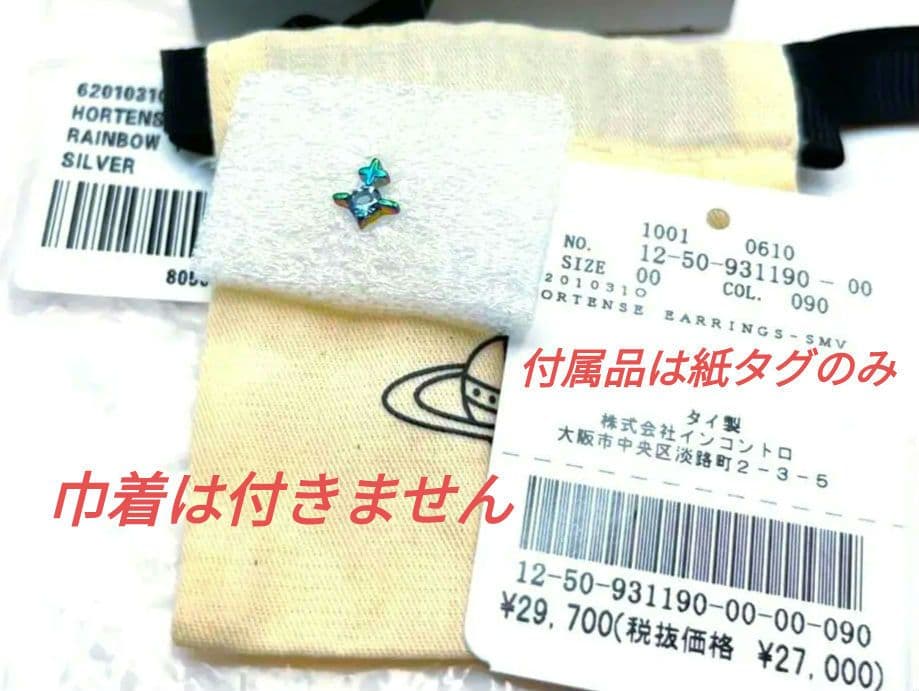 6201031
HORTENS
RAINBOW
SILVER
805
1001 0610
NO. 12-50-931190-00
SIZE 00 COL. 090
2010310
ORTENSE EARRINGS-SMV
付属品は紙タグのみ
タイ製
株式会社インコントロ
大阪市中央区淡路町2-3-5
巾着は付きません
12-50-931190-00-00-090
¥29,700(税抜価格 ¥27,000)